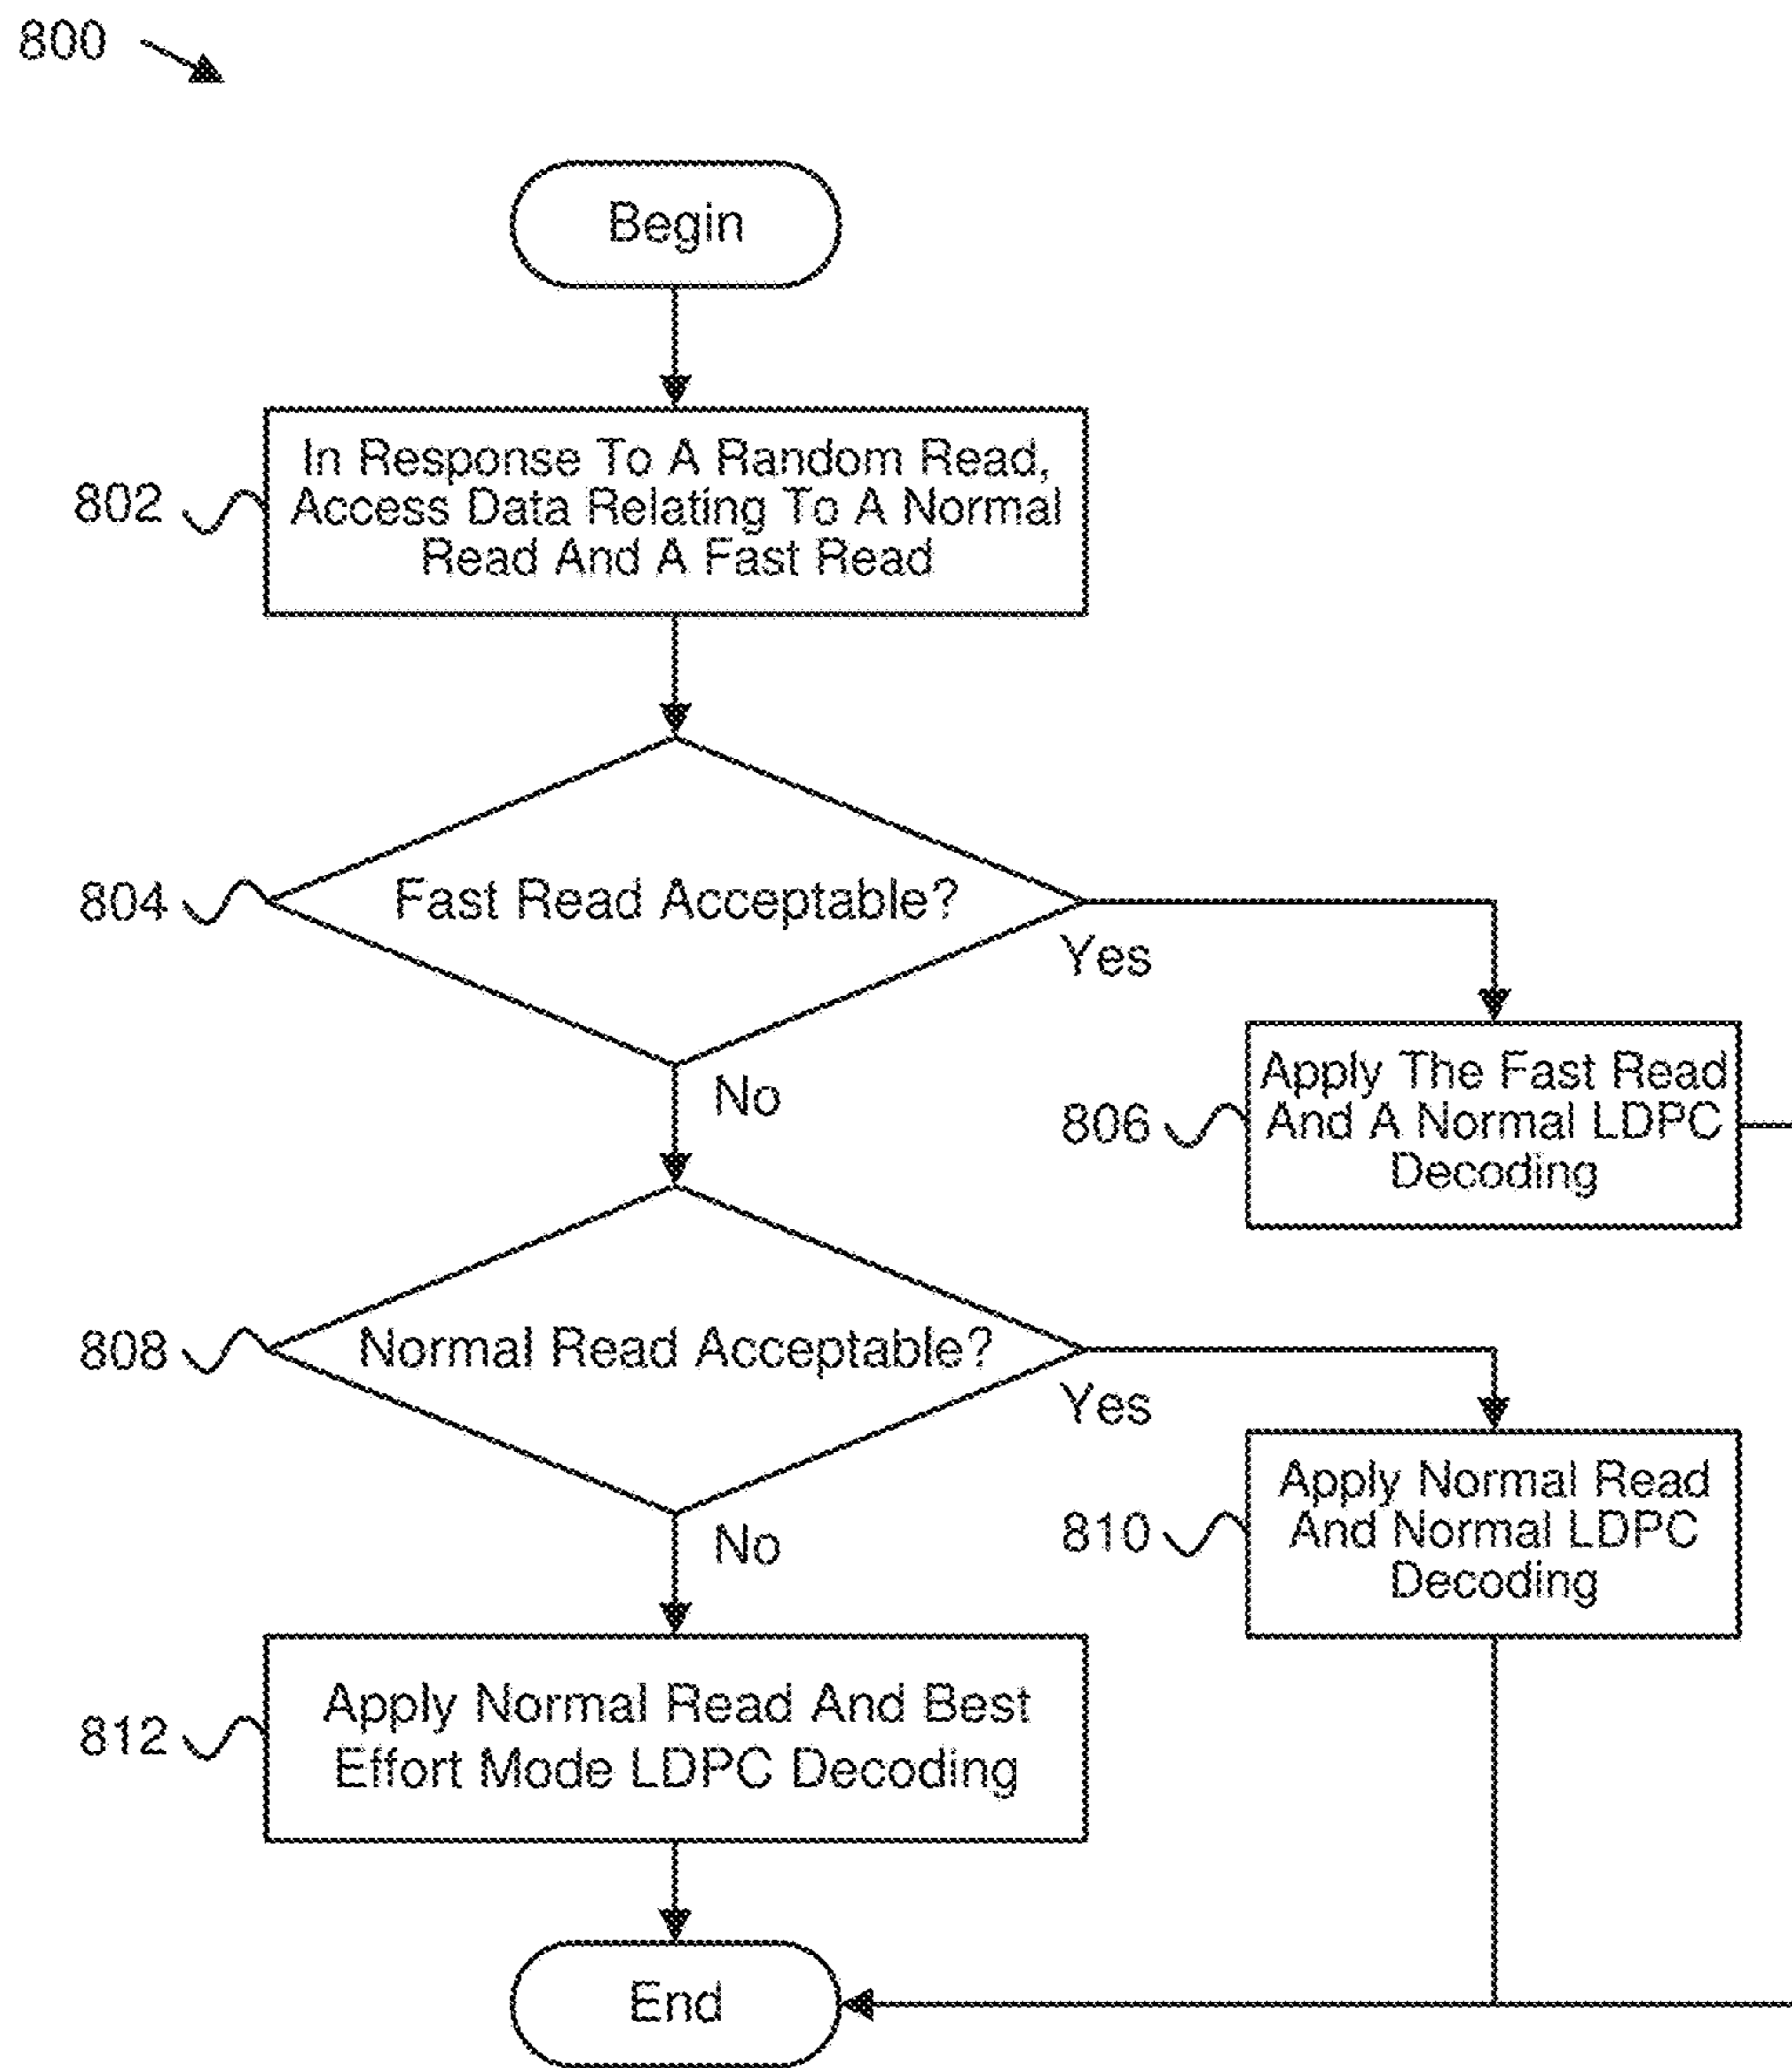 800
Begin
802
In Response To A Random Read,
Access Data Relating To A Normal
Read And A Fast Read
804
Fast Read Acceptable?
Yes
No
806
Apply The Fast Read
And A Normal LDPC
Decoding
808
Normal Read Acceptable?
Yes
No
810
Apply Normal Read
And Normal LDPC
Decoding
812
Apply Normal Read And Best
Effort Mode LDPC Decoding
End